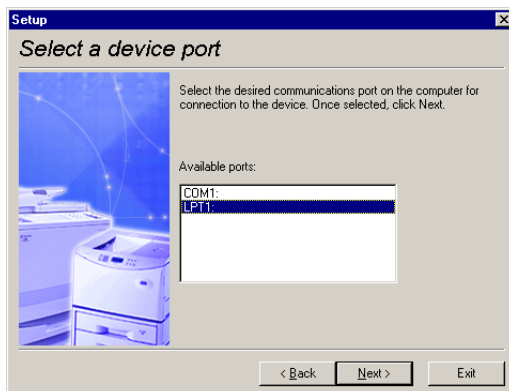 Setup
Select a device port
Select the desired communications port on the computer for
connection to the device. Once selected, click Next.
Available ports:
COM1:
LPT1:
< Back
Next >
Exit